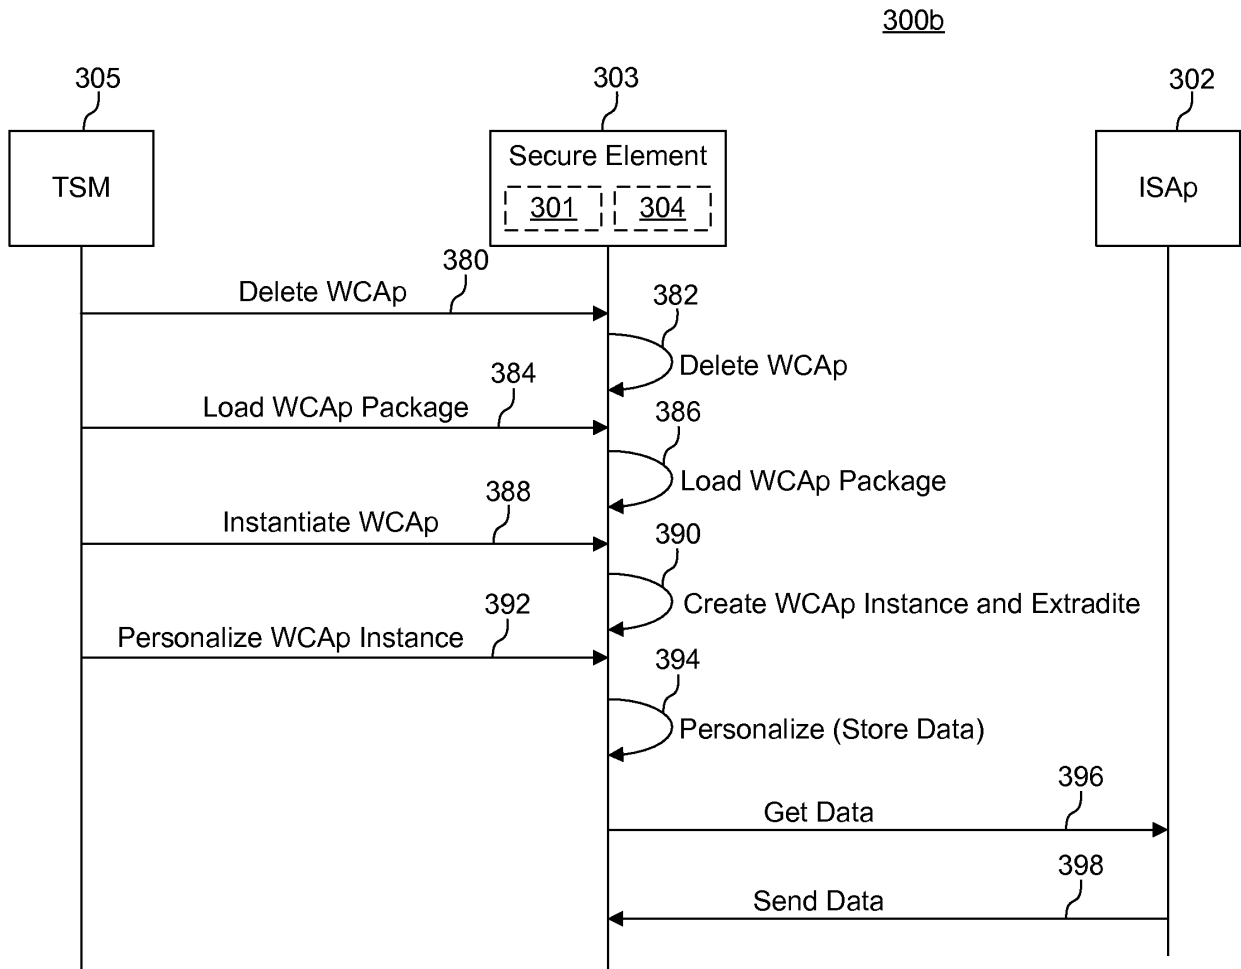 300b
305
303
302
TSM
Secure Element
301
304
ISAp
380
Delete WCAp
382
Delete WCAp
384
Load WCAp Package
386
Load WCAp Package
388
Instantiate WCAp
390
Create WCAp Instance and Extradite
392
Personalize WCAp Instance
394
Personalize (Store Data)
396
Get Data
398
Send Data